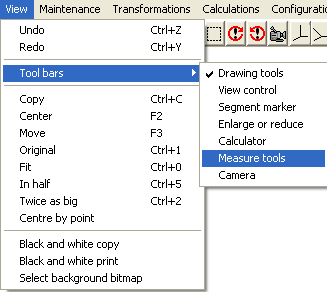 View Maintenance Transformations Calculations Configuratio
Undo Ctrl+Z
Redo Ctrl+Y
Tool bars
Copy Ctrl+C
Center F2
Move F3
Original Ctrl+1
Fit Ctrl+0
In half Ctrl+5
Twice as big Ctrl+2
Centre by point
Black and white copy
Black and white print
Select background bitmap
Drawing tools
View control
Segment marker
Enlarge or reduce
Calculator
Measure tools
Camera